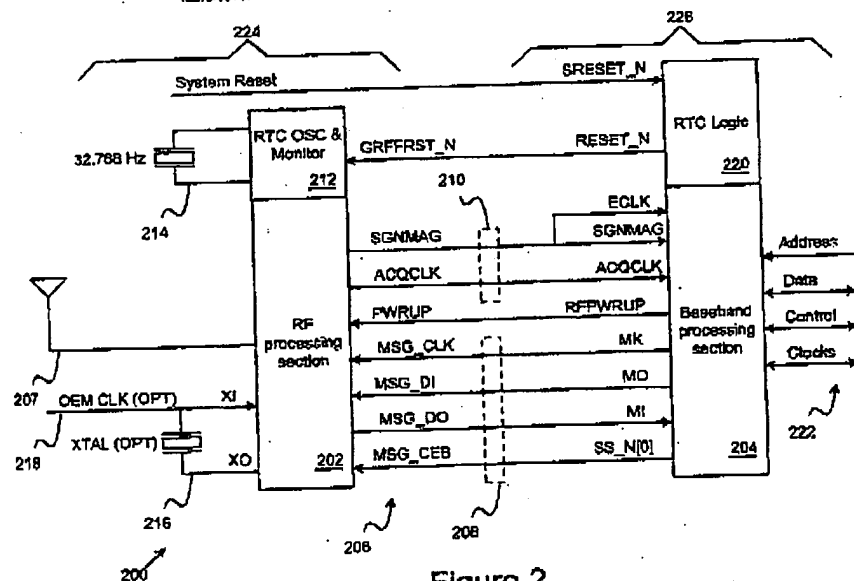 224
226
System Reset
SRESET_N
RTC OSC &
Monitor
212
32.768 Hz
214
GRFFRST_N
RESET_N
RTC Logic
220
210
ECLK
SGNMAG
SGNMAG
ACQCLK
ACQCLK
PWRUP
RFPWRUP
MSG_CLK
MK
MSG_DI
MO
MSG_DO
MI
MSG_CEB
SS_N[0]
RF
processing
section
202
Baseband
processing
section
204
Address
Data
Control
Clocks
222
207
OEM CLK (OPT)
XI
218
XTAL (OPT)
XO
216
206
208
200
Figure 2